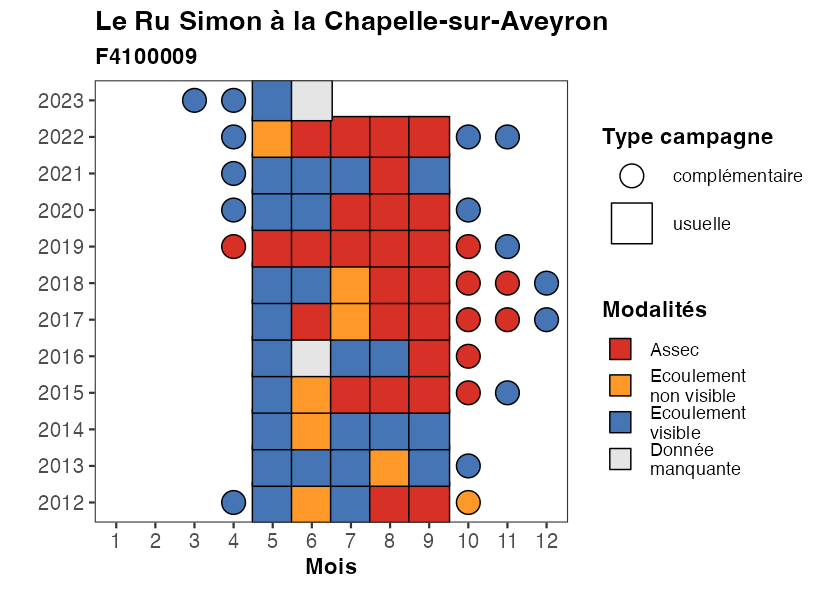 Le Ru Simon à la Chapelle-sur-Aveyron
F4100009
2023
2022
2021
2020
2019
2018
2017
2016
2015
2014
2013
2012
1 2 3 4 5 6 7 8 9 10 11 12
Mois
Type campagne
complémentaire
usuelle
Modalités
Assec
Ecoulement
non visible
Ecoulement
visible
Donnée
manquante